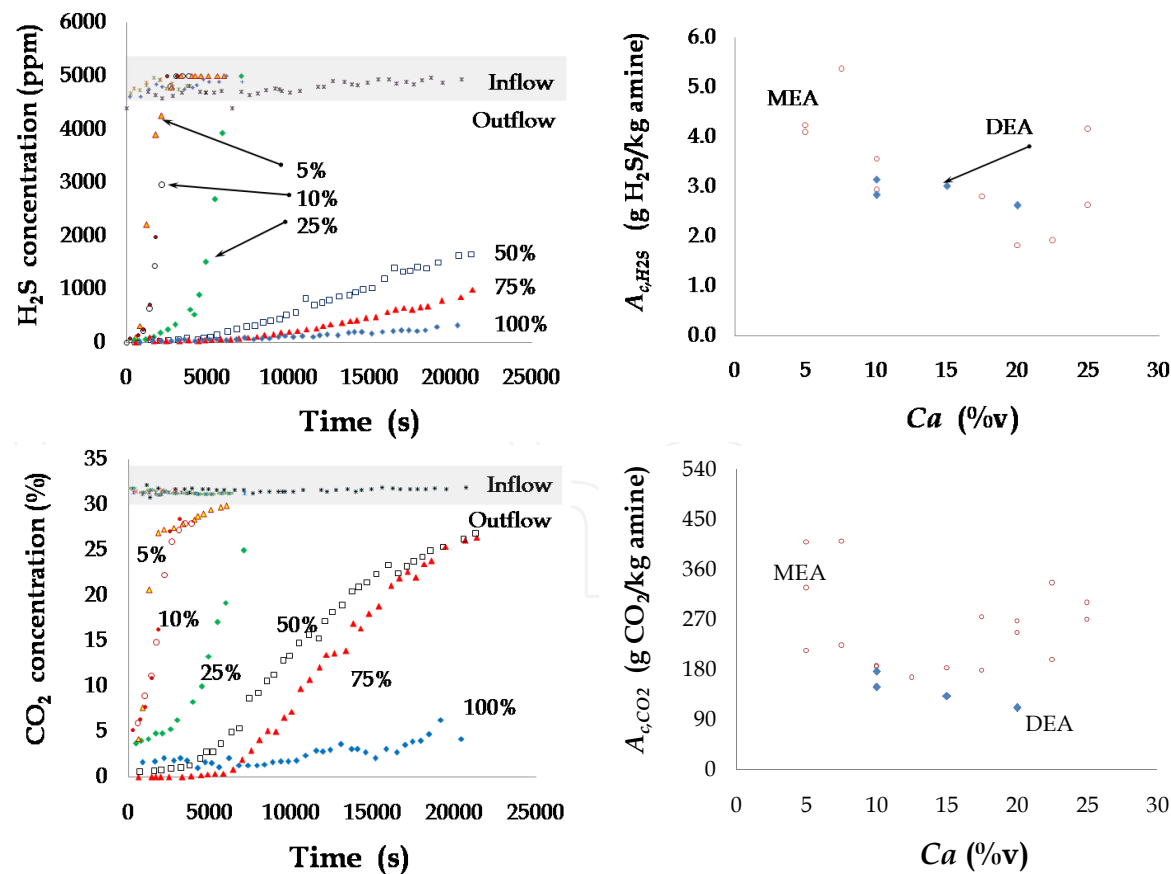 H₂S concentration (ppm)
6000
5000
4000
3000
2000
1000
0
Inflow
Outflow
5%
10%
25%
50%
75%
100%
0 5000 10000 15000 20000 25000
Time (s)
A_c,H2S (g H₂S/kg amine)
6.0
5.0
4.0
3.0
2.0
1.0
0.0
MEA
DEA
0 5 10 15 20 25 30
Ca (%v)
CO₂ concentration (%)
35
30
25
20
15
10
5
0
Inflow
Outflow
5%
10%
25%
50%
75%
100%
0 5000 10000 15000 20000 25000
Time (s)
A_c,CO2 (g CO₂/kg amine)
540
450
360
270
180
90
0
MEA
DEA
0 5 10 15 20 25 30
Ca (%v)